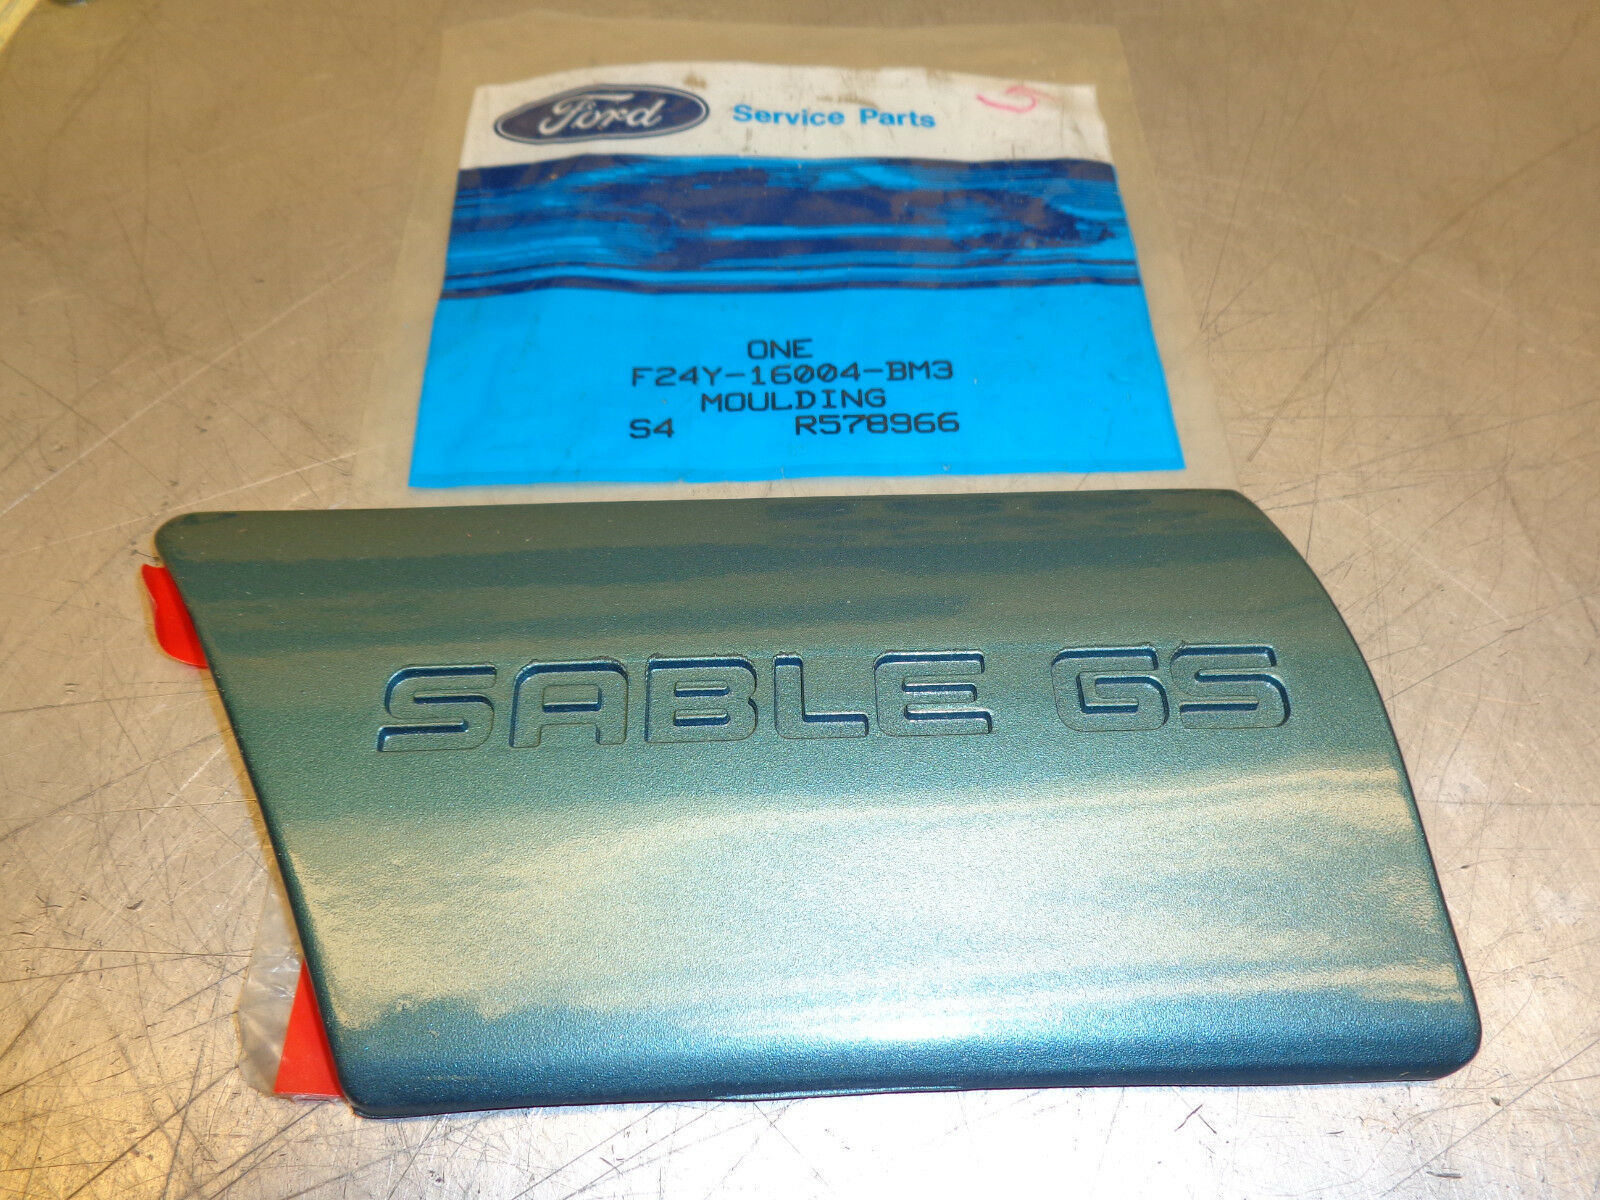 Ford Service Parts
ONE
F24Y-16004-BM3
MOULDING
S4 R578966
SABLE GS